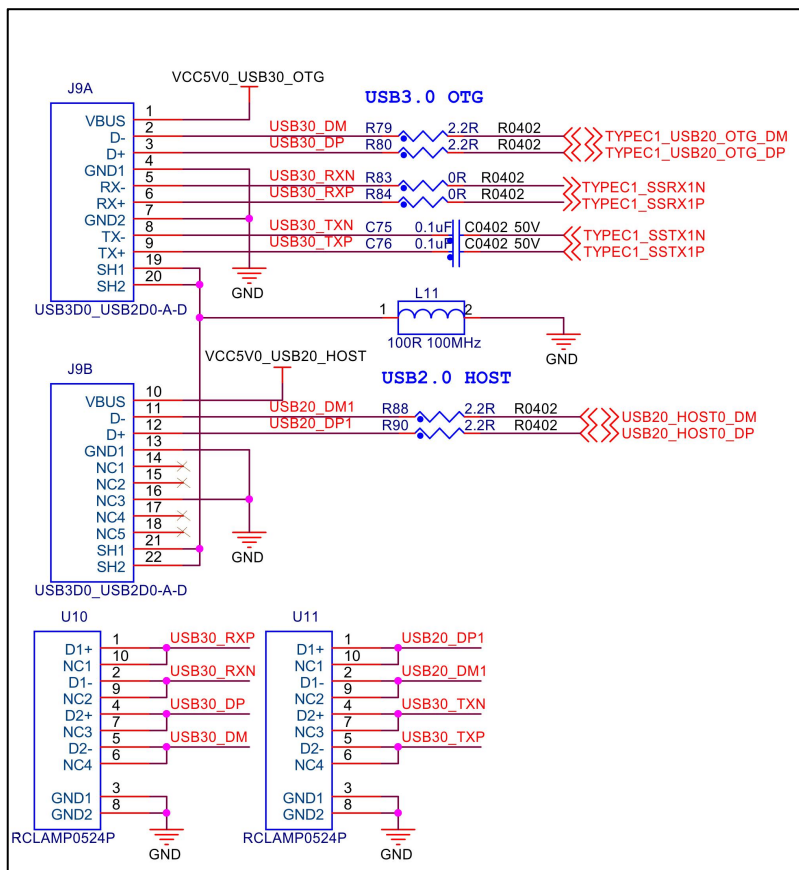 J9A
VCC5V0_USB30_OTG
USB3.0 OTG
VBUS 1
D- 2 USB30_DM R79 2.2R R0402 TYPEC1_USB20_OTG_DM
D+ 3 USB30_DP R80 2.2R R0402 TYPEC1_USB20_OTG_DP
GND1 4
RX- 5 USB30_RXN R83 0R R0402 TYPEC1_SSRX1N
RX+ 6 USB30_RXP R84 0R R0402 TYPEC1_SSRX1P
GND2 7
TX- 8 USB30_TXN C75 0.1uF C0402 50V TYPEC1_SSTX1N
TX+ 9 USB30_TXP C76 0.1uF C0402 50V TYPEC1_SSTX1P
SH1 19
SH2 20
GND
USB3D0_USB2D0-A-D
L11
1 2
100R 100MHz
GND
VCC5V0_USB20_HOST
J9B
USB2.0 HOST
VBUS 10
D- 11 USB20_DM1 R88 2.2R R0402 USB20_HOST0_DM
D+ 12 USB20_DP1 R90 2.2R R0402 USB20_HOST0_DP
GND1 13
NC1 14
NC2 15
NC3 16
NC4 17
NC5 18
SH1 21
SH2 22
GND
USB3D0_USB2D0-A-D
U10
D1+ 1 USB30_RXP
NC1 10
D1- 2 USB30_RXN
NC2 9
D2+ 4 USB30_DP
NC3 7
D2- 5 USB30_DM
NC4 6
GND1 3
GND2 8
RCLAMP0524P
GND
U11
D1+ 1 USB20_DP1
NC1 10
D1- 2 USB20_DM1
NC2 9
D2+ 4 USB30_TXN
NC3 7
D2- 5 USB30_TXP
NC4 6
GND1 3
GND2 8
RCLAMP0524P
GND